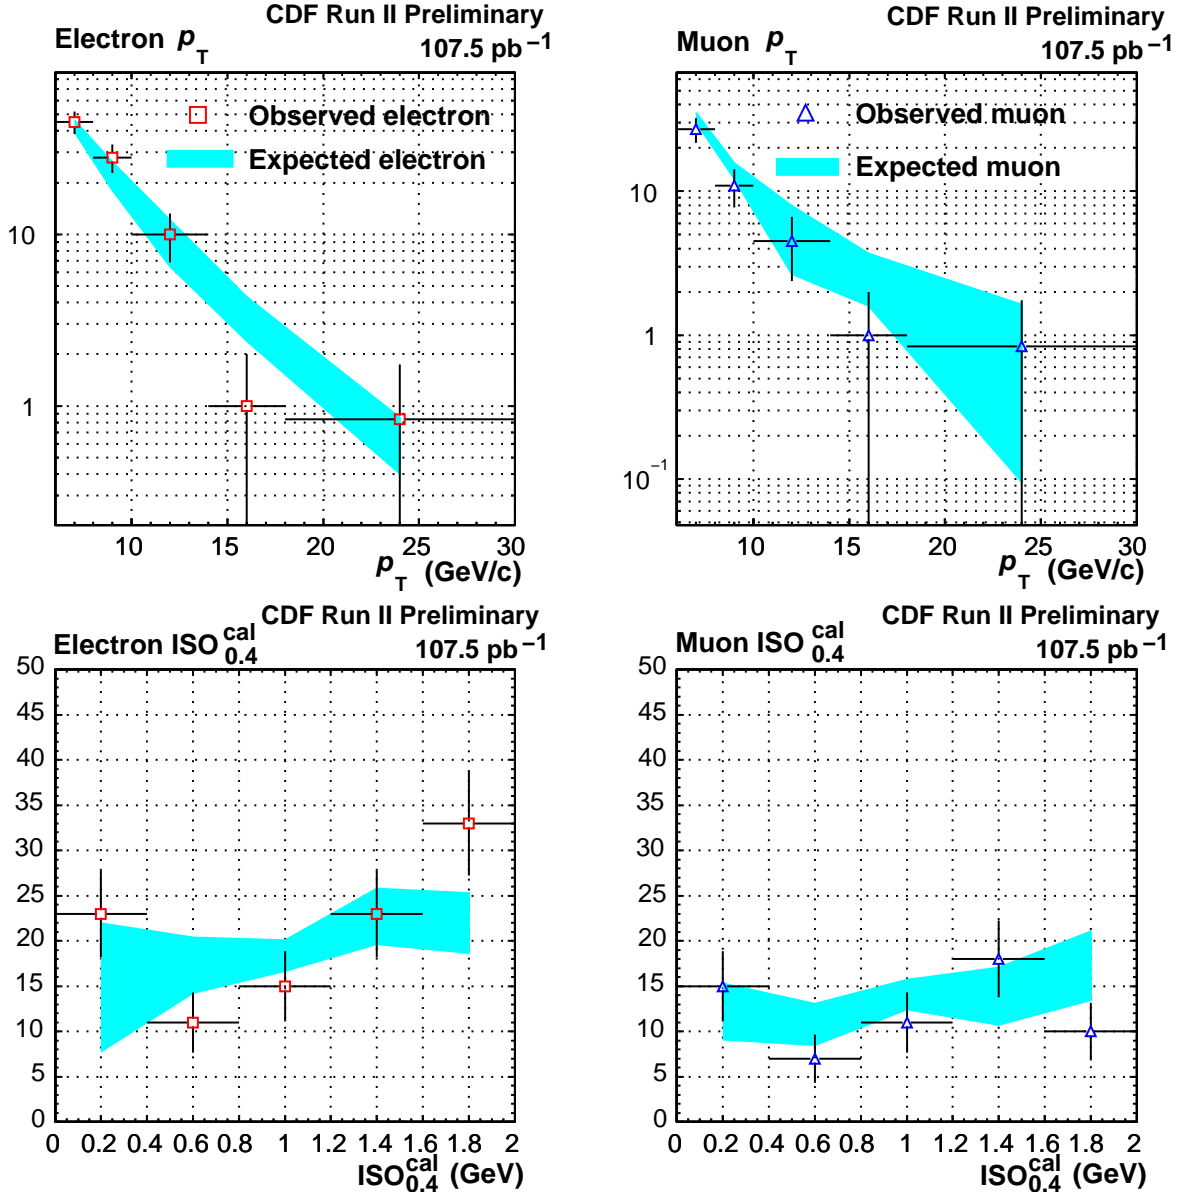 CDF Run II Preliminary
Electron p_T 107.5 pb⁻¹
Observed electron
Expected electron
10
1
10 15 20 25 30
p_T (GeV/c)
CDF Run II Preliminary
Muon p_T 107.5 pb⁻¹
Observed muon
Expected muon
10
1
10⁻¹
10 15 20 25 30
p_T (GeV/c)
CDF Run II Preliminary
Electron ISO^cal_0.4 107.5 pb⁻¹
50
45
40
35
30
25
20
15
10
5
0
0 0.2 0.4 0.6 0.8 1 1.2 1.4 1.6 1.8 2
ISO^cal_0.4 (GeV)
CDF Run II Preliminary
Muon ISO^cal_0.4 107.5 pb⁻¹
50
45
40
35
30
25
20
15
10
5
0
0 0.2 0.4 0.6 0.8 1 1.2 1.4 1.6 1.8 2
ISO^cal_0.4 (GeV)